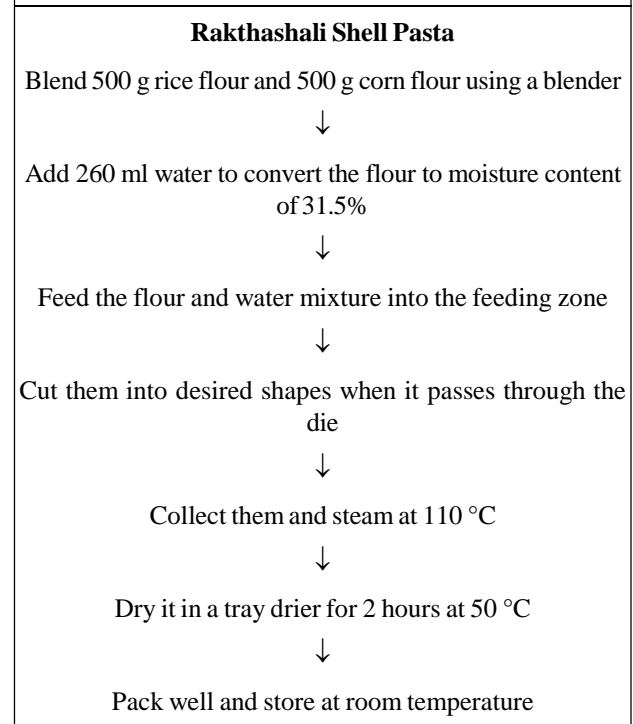 Rakthashali Shell Pasta
Blend 500 g rice flour and 500 g corn flour using a blender
↓
Add 260 ml water to convert the flour to moisture content
of 31.5%
↓
Feed the flour and water mixture into the feeding zone
↓
Cut them into desired shapes when it passes through the
die
↓
Collect them and steam at 110 °C
↓
Dry it in a tray drier for 2 hours at 50 °C
↓
Pack well and store at room temperature